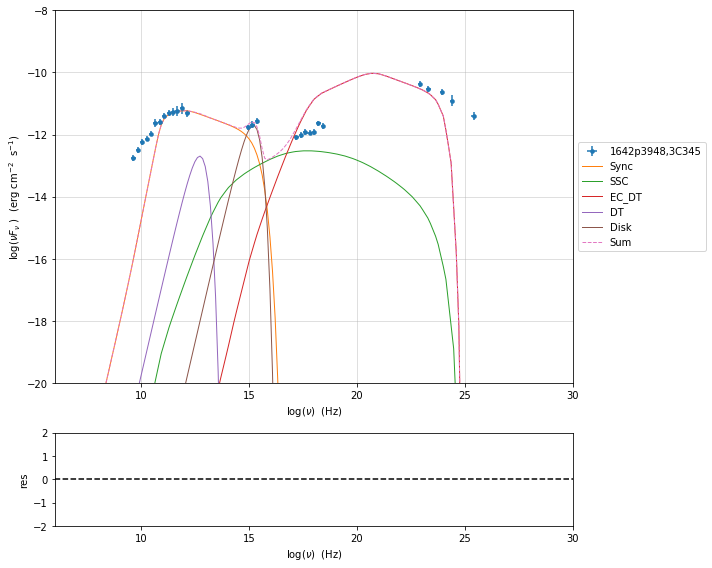 −8
−10
−12
−14
−16
−18
−20
log(νFν ) (erg cm−2 s−1)
10
15
20
25
30
log(ν) (Hz)
1642p3948,3C345
Sync
SSC
EC_DT
DT
Disk
Sum
2
1
0
−1
−2
res
10
15
20
25
30
log(ν) (Hz)